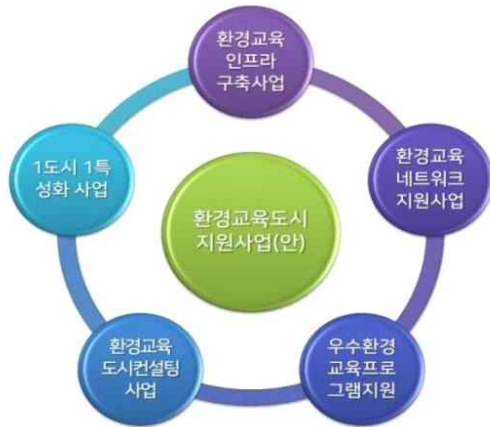 환경교육
인프라
구축사업
환경교육
네트워크
지원사업
우수환경
교육프로
그램지원
환경교육
도시컨설팅
사업
1도시 1특
성화 사업
환경교육도시
지원사업(안)